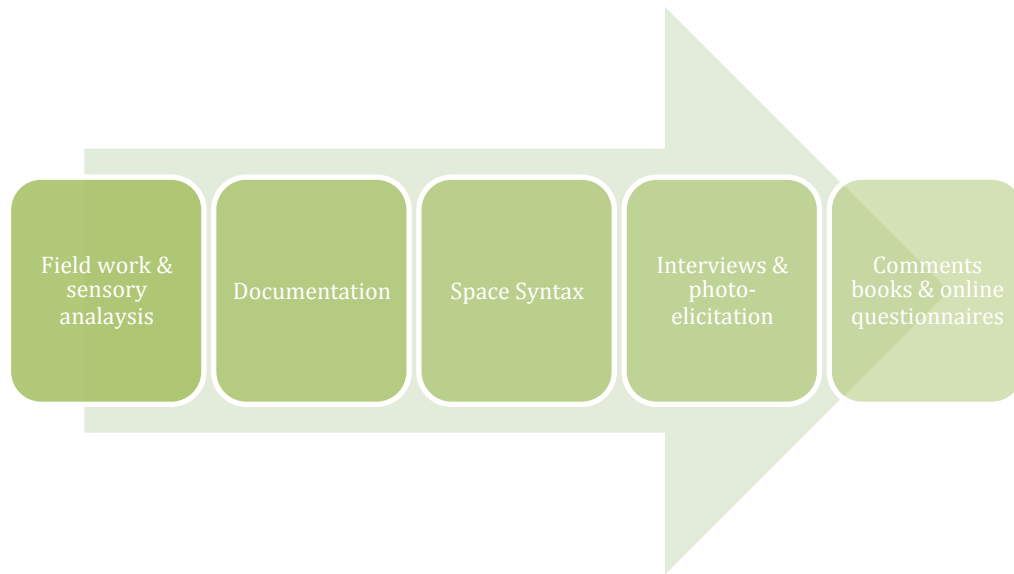 Field work &
sensory
analaysis
Documentation
Space Syntax
Interviews &
photo-
elicitation
Comments
books & online
questionnaires